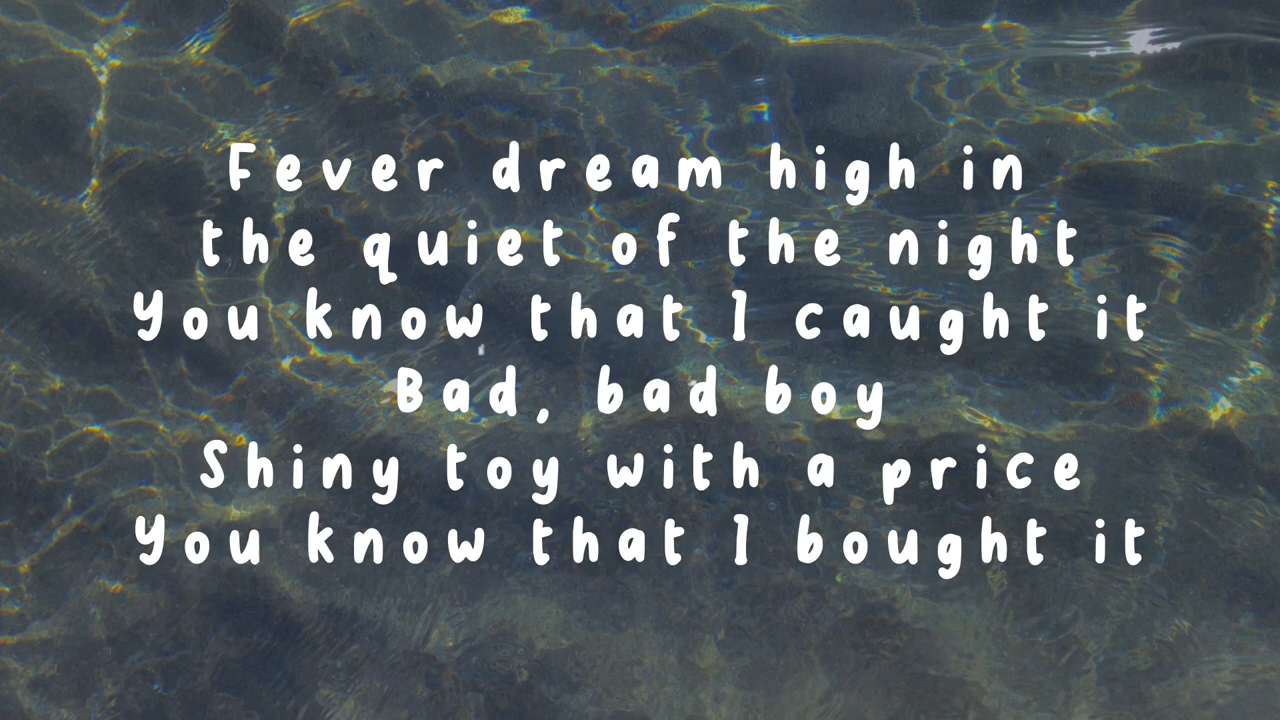 Fever dream high in
the quiet of the night
You know that I caught it
Bad, bad boy
Shiny toy with a price
You know that I bought it